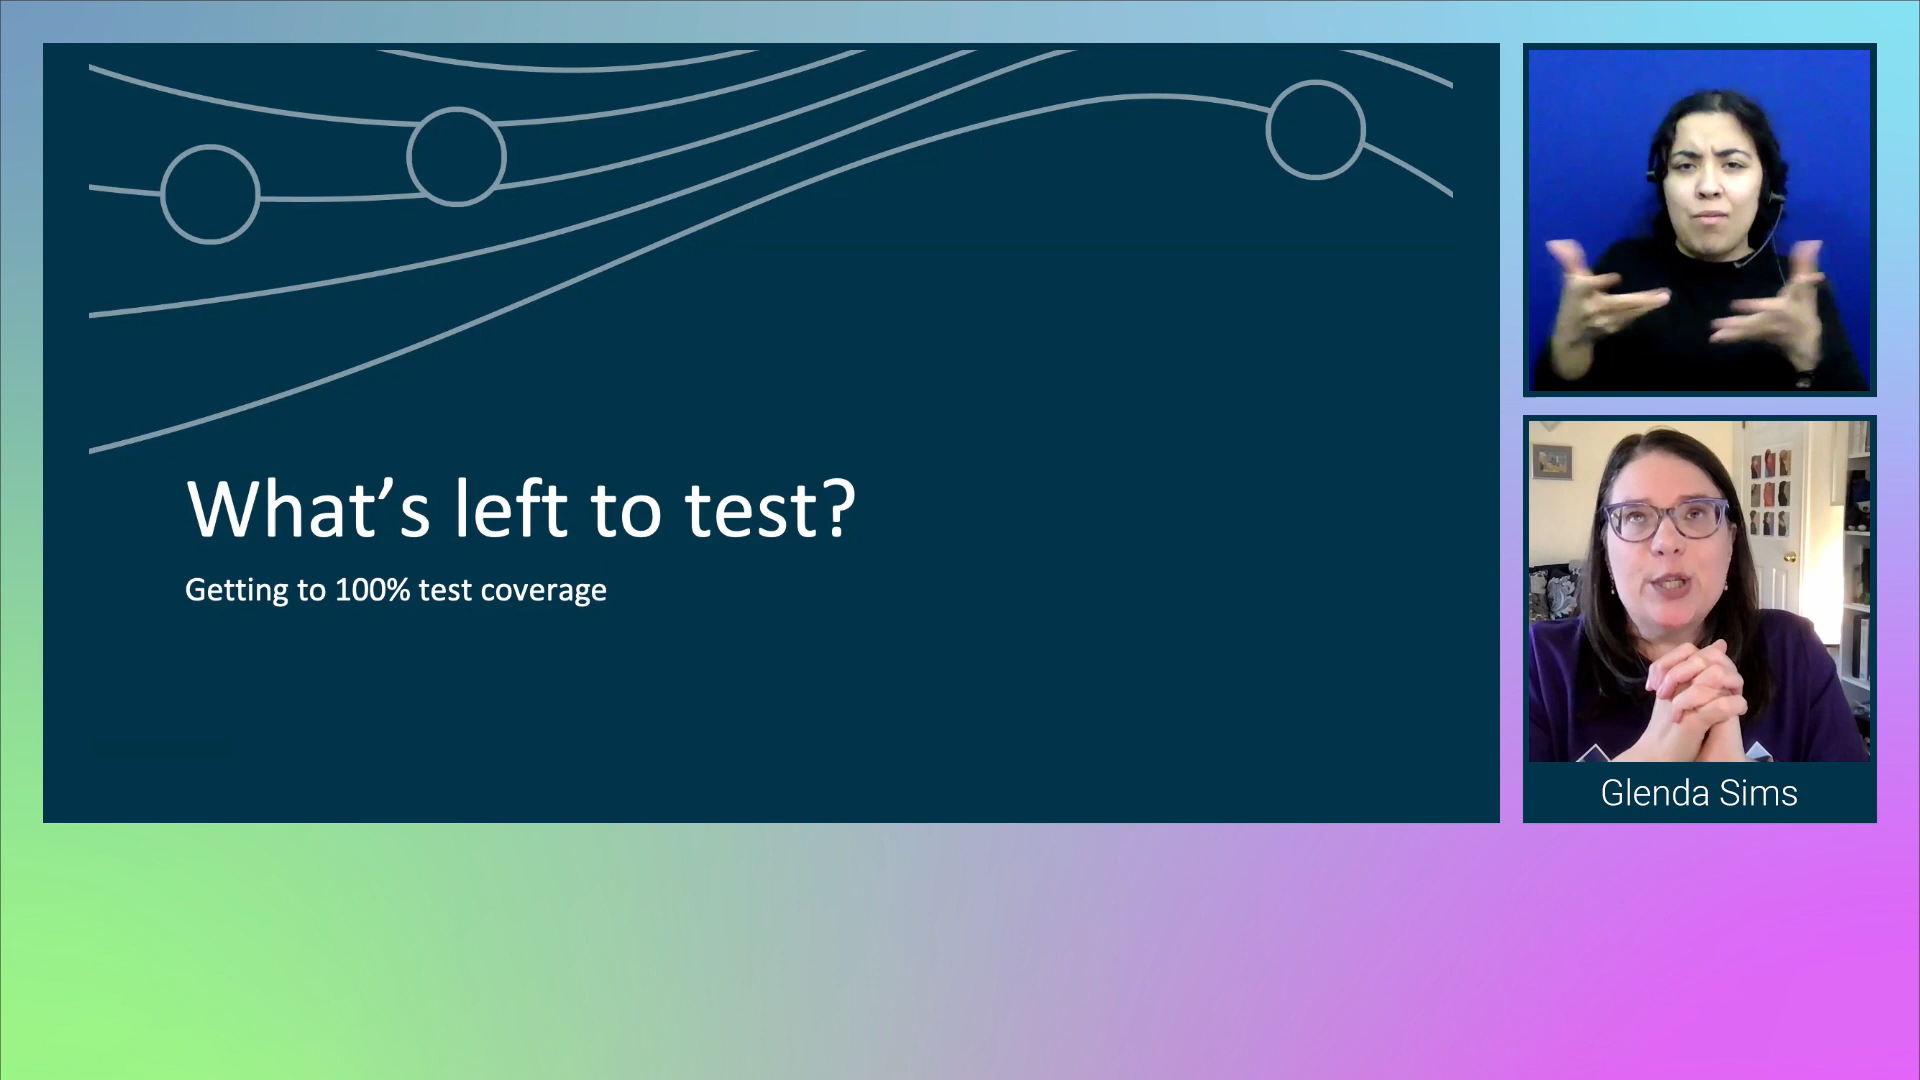 What’s left to test?
Getting to 100% test coverage
Glenda Sims